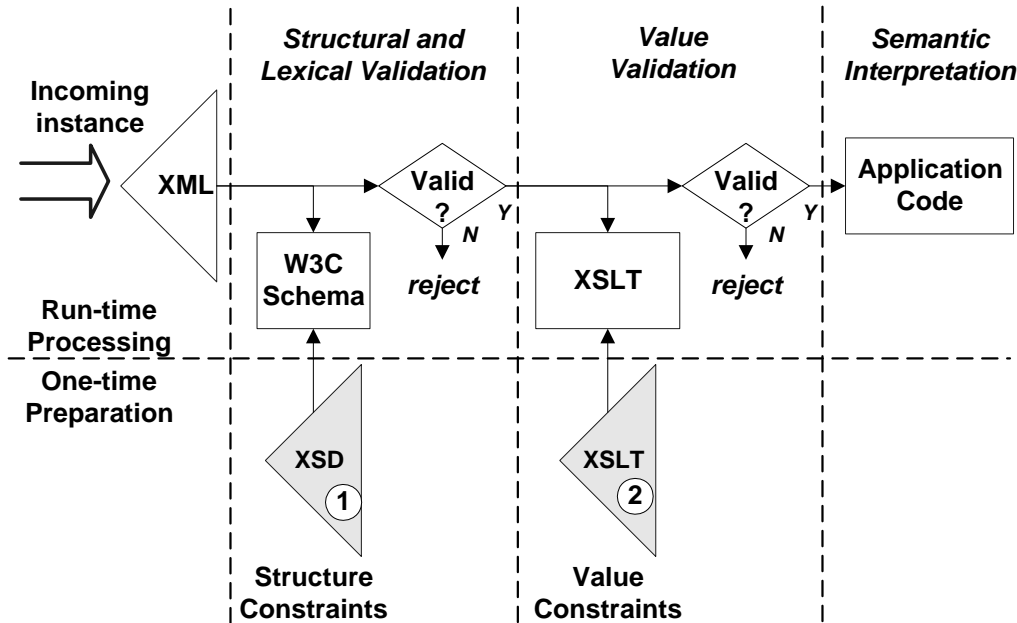 Structural and
Lexical Validation
Value
Validation
Semantic
Interpretation
Incoming
instance
XML
Valid
?
Y
N
reject
W3C
Schema
Valid
?
Y
N
reject
XSLT
Application
Code
Run-time
Processing
One-time
Preparation
XSD
1
XSLT
2
Structure
Constraints
Value
Constraints